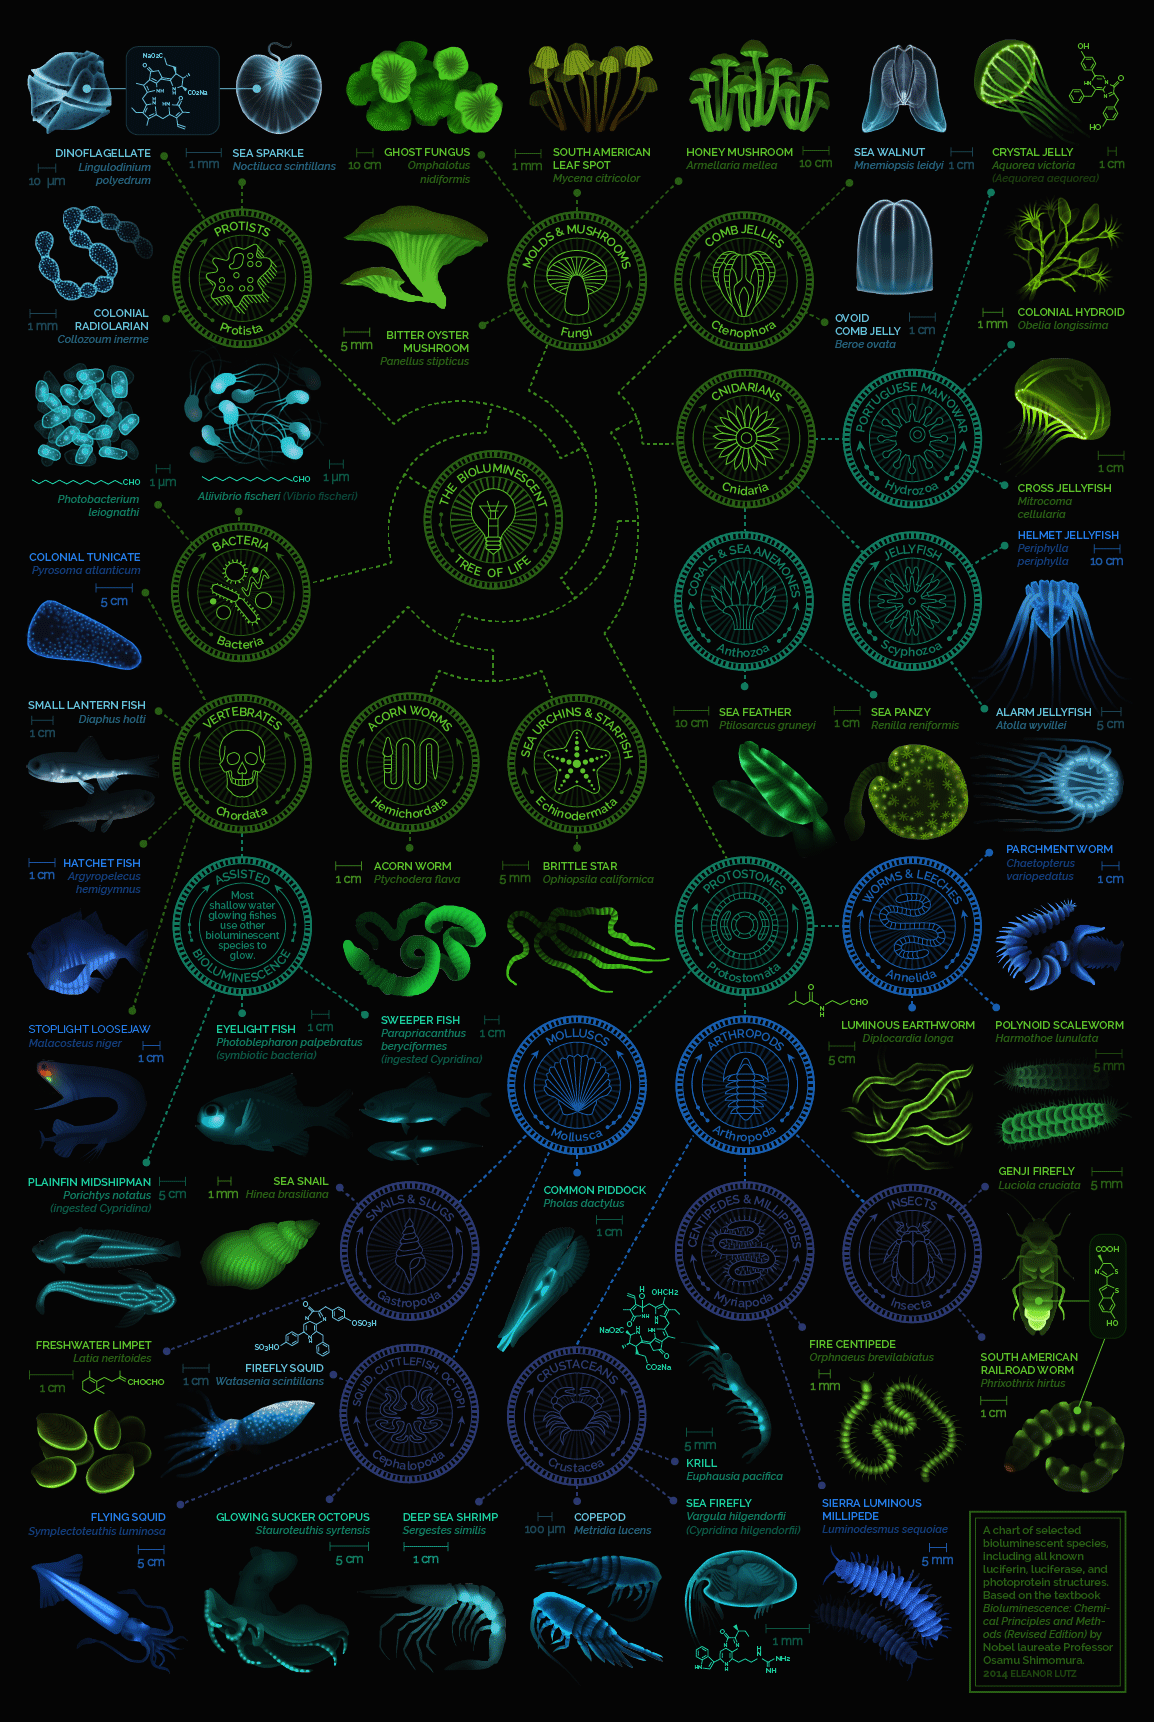 NaO₂C
NH
N
CO₂Na
NH
HN
O
OH
HN
N
N
O
HO
DINOFLAGELLATE
Lingulodinium
polyedrum
10 µm
1 mm
SEA SPARKLE
Noctiluca scintillans
10 cm
GHOST FUNGUS
Omphalotus
nidiformis
1 mm
SOUTH AMERICAN
LEAF SPOT
Mycena citricolor
HONEY MUSHROOM
Armellaria mellea
10 cm
SEA WALNUT
Mnemiopsis leidyi
1 cm
CRYSTAL JELLY
Aquorea victoria
(Aequorea aequorea)
1 cm
PROTISTS
Protista
MOLDS & MUSHROOMS
Fungi
COMB JELLIES
Ctenophora
1 mm
COLONIAL
RADIOLARIAN
Collozoum inerme
5 mm
BITTER OYSTER
MUSHROOM
Panellus stipticus
OVOID
COMB JELLY
Beroe ovata
1 cm
1 mm
COLONIAL HYDROID
Obelia longissima
CNIDARIANS
Cnidaria
PORTUGUESE MAN'OWAR
Hydrozoa
1 cm
CROSS JELLYFISH
Mitrocoma
cellularia
CHO
1 µm
Photobacterium
leiognathi
CHO
1 µm
Aliivibrio fischeri (Vibrio fischeri)
THE BIOLUMINESCENT
TREE OF LIFE
BACTERIA
Bacteria
CORALS & SEA ANEMONES
Anthozoa
JELLYFISH
Scyphozoa
HELMET JELLYFISH
Periphylla
periphylla
10 cm
COLONIAL TUNICATE
Pyrosoma atlanticum
5 cm
SMALL LANTERN FISH
Diaphus holti
1 cm
VERTEBRATES
Chordata
ACORN WORMS
Hemichordata
SEA URCHINS & STARFISH
Echinodermata
10 cm
SEA FEATHER
Ptilosarcus gruneyi
1 cm
SEA PANZY
Renilla reniformis
ALARM JELLYFISH
Atolla wyvillei
5 cm
HATCHET FISH
Argyropelecus
hemigymnus
1 cm
ASSISTED
BIOLUMINESCENCE
Most
shallow water
glowing fishes
use other
bioluminescent
species to
glow.
1 cm
ACORN WORM
Ptychodera flava
5 mm
BRITTLE STAR
Ophiopsila californica
PROTOSTOMES
Protostomata
WORMS & LEECHES
Annelida
PARCHMENT WORM
Chaetopterus
variopedatus
1 cm
STOPLIGHT LOOSEJAW
Malacosteus niger
1 cm
EYELIGHT FISH
Photoblepharon palpebratus
(symbiotic bacteria)
1 cm
SWEEPER FISH
Parapriacanthus
beryciformes
(ingested Cypridina)
1 cm
MOLLUSCS
Mollusca
ARTHROPODS
Arthropoda
O
N
H
CHO
LUMINOUS EARTHWORM
Diplocardia longa
5 cm
POLYNOID SCALEWORM
Harmothoe lunulata
5 mm
PLAINFIN MIDSHIPMAN
Porichtys notatus
(ingested Cypridina)
5 cm
1 mm
SEA SNAIL
Hinea brasiliana
COMMON PIDDOCK
Pholas dactylus
1 cm
GENJI FIREFLY
Luciola cruciata
5 mm
SNAILS & SLUGS
Gastropoda
CENTIPEDES & MILLIPEDES
Myriapoda
INSECTS
Insecta
COOH
N
S
N
S
HO
FRESHWATER LIMPET
Latia neritoides
1 cm
CHOCHO
OSO₃H
SO₃HO
FIREFLY SQUID
Watasenia scintillans
1 cm
OHCH2
NaO2C
CO2Na
SQUID, CUTTLEFISH, OCTOPI
Cephalopoda
CRUSTACEANS
Crustacea
5 mm
KRILL
Euphausia pacifica
FIRE CENTIPEDE
Orphnaeus brevilabiatus
1 mm
SOUTH AMERICAN
RAILROAD WORM
Phrixothrix hirtus
1 cm
FLYING SQUID
Symplectoteuthis luminosa
5 cm
GLOWING SUCKER OCTOPUS
Stauroteuthis syrtensis
5 cm
DEEP SEA SHRIMP
Sergestes similis
1 cm
100 µm
COPEPOD
Metridia lucens
SEA FIREFLY
Vargula hilgendorfii
(Cypridina hilgendorfii)
1 mm
SIERRA LUMINOUS
MILLIPEDE
Luminodesmus sequoiae
5 mm
A chart of selected
bioluminescent species,
including all known
luciferin, luciferase, and
photoprotein structures.
Based on the textbook
Bioluminescence: Chemi-
cal Principles and Meth-
ods (Revised Edition) by
Nobel laureate Professor
Osamu Shimomura.
2014 ELEANOR LUTZ